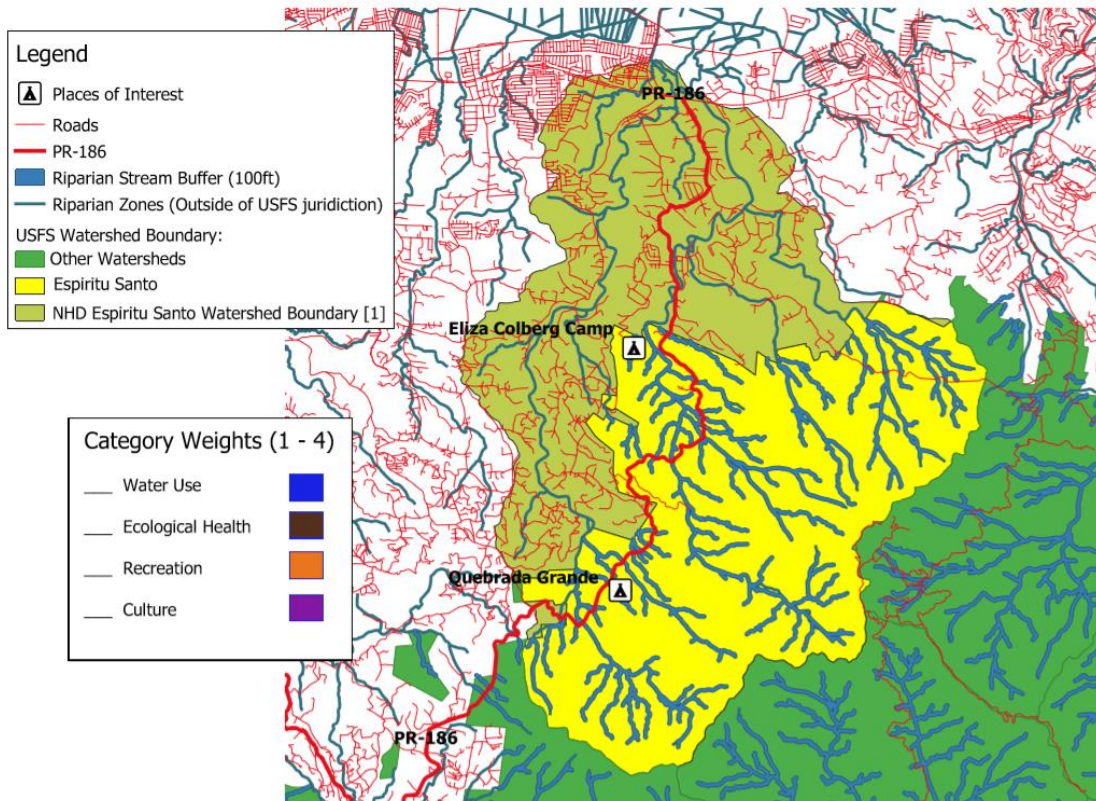 Legend
Places of Interest
Roads
PR-186
Riparian Stream Buffer (100ft)
Riparian Zones (Outside of USFS juridiction)
USFS Watershed Boundary:
Other Watersheds
Espiritu Santo
NHD Espiritu Santo Watershed Boundary [1]
Category Weights (1 - 4)
___ Water Use
___ Ecological Health
___ Recreation
___ Culture
PR-186
Eliza Colberg Camp
Quebrada Grande
PR-186